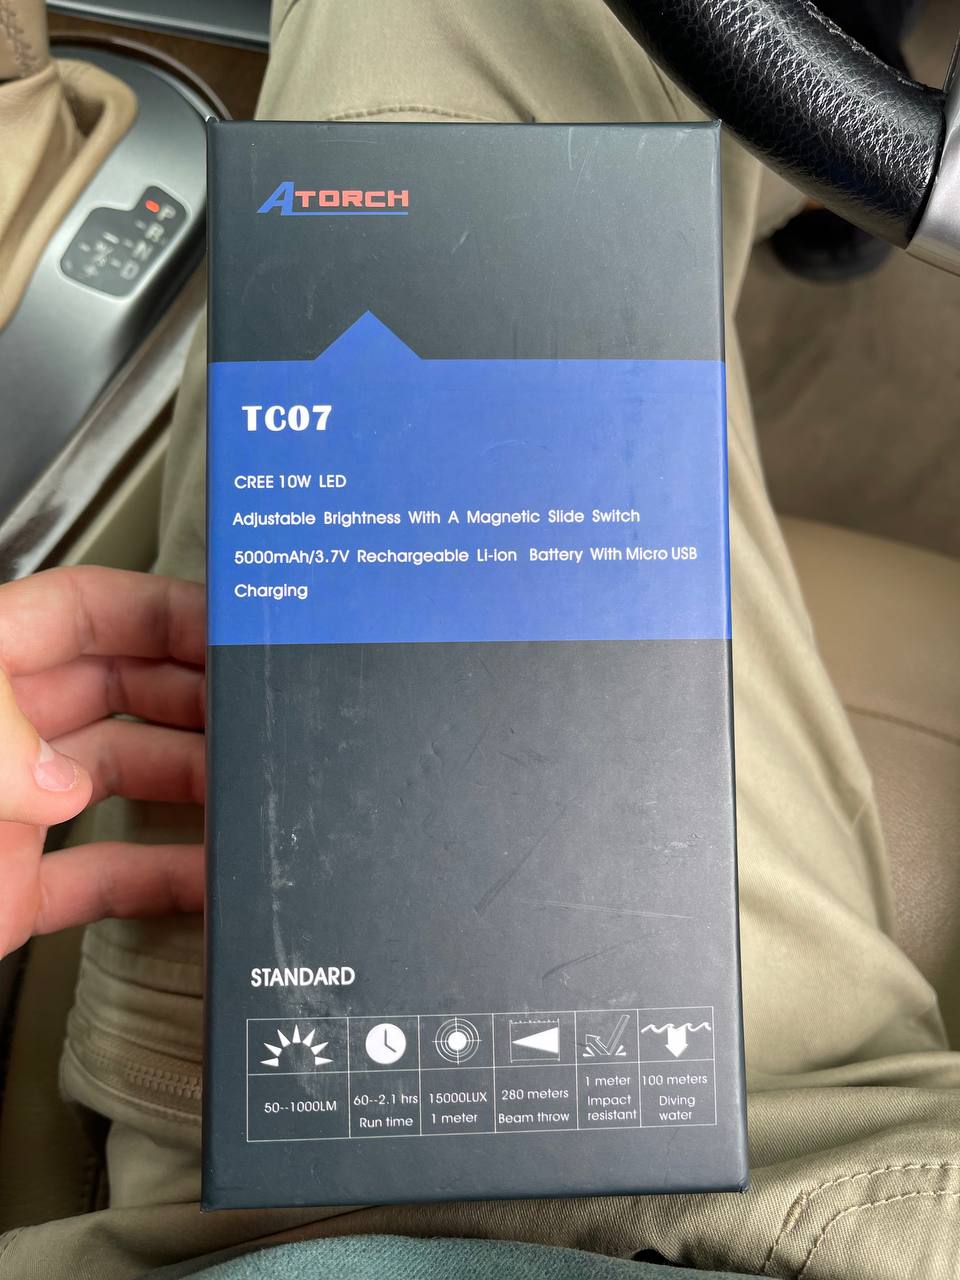 ATORCH
P
R
N
D
+
TC07
CREE 10W LED
Adjustable Brightness With A Magnetic Slide Switch
5000mAh/3.7V Rechargeable Li-ion Battery With Micro USB
Charging
STANDARD
50--1000LM
60--2.1 hrs
Run time
15000LUX
1 meter
280 meters
Beam throw
1 meter
Impact
resistant
100 meters
Diving
water